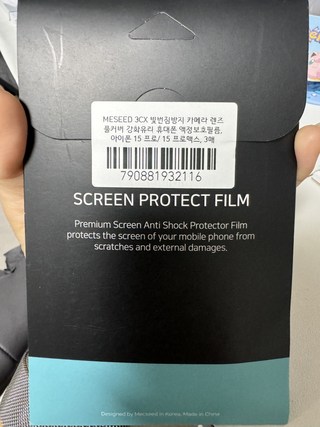 MESEED 3CX 빛번짐방지 카메라 렌즈
풀커버 강화유리 휴대폰 액정보호필름,
아이폰 15 프로/ 15 프로맥스, 3매
790881932116
SCREEN PROTECT FILM
Premium Screen Anti Shock Protector Film
protects the screen of your mobile phone from
scratches and external damages.
Designed by Meceed in Korea, Made in China